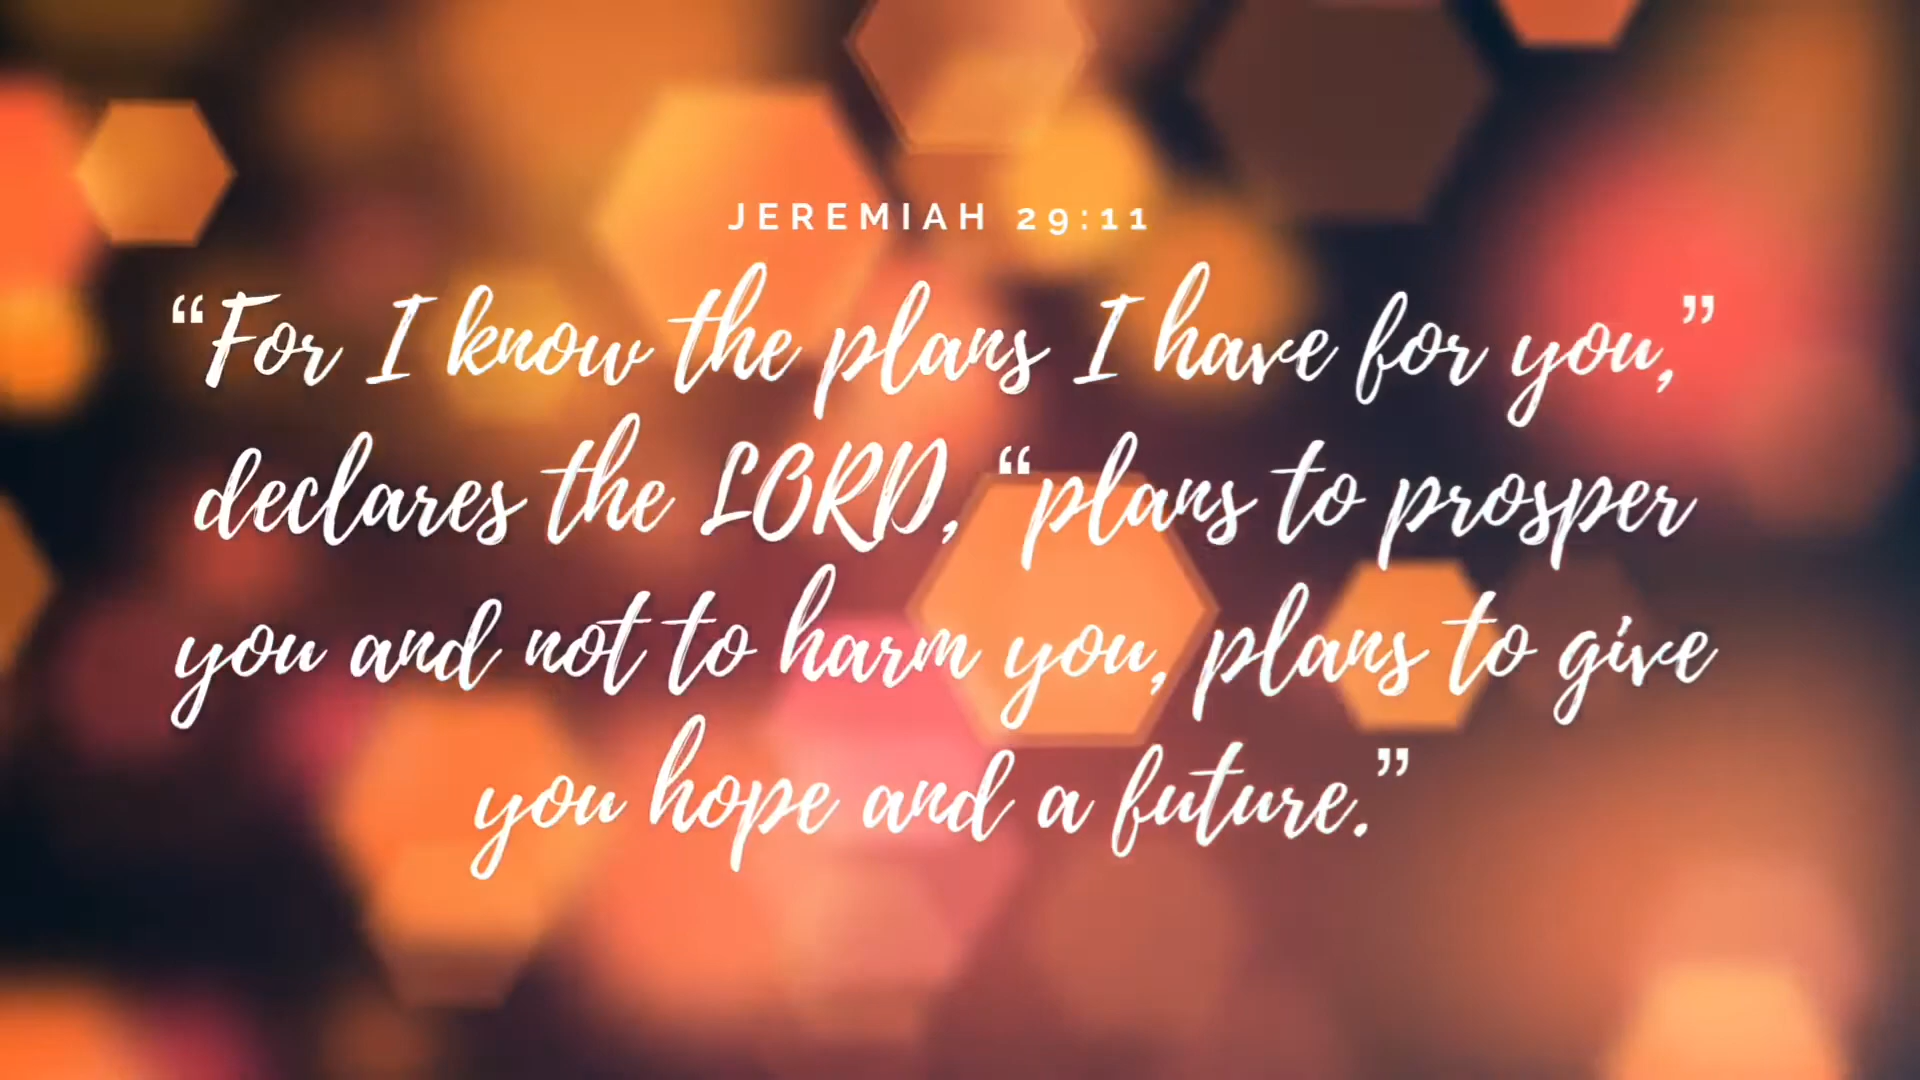 JEREMIAH 29:11
“For I know the plans I have for you,”
declares the LORD, “plans to prosper
you and not to harm you, plans to give
you hope and a future.”